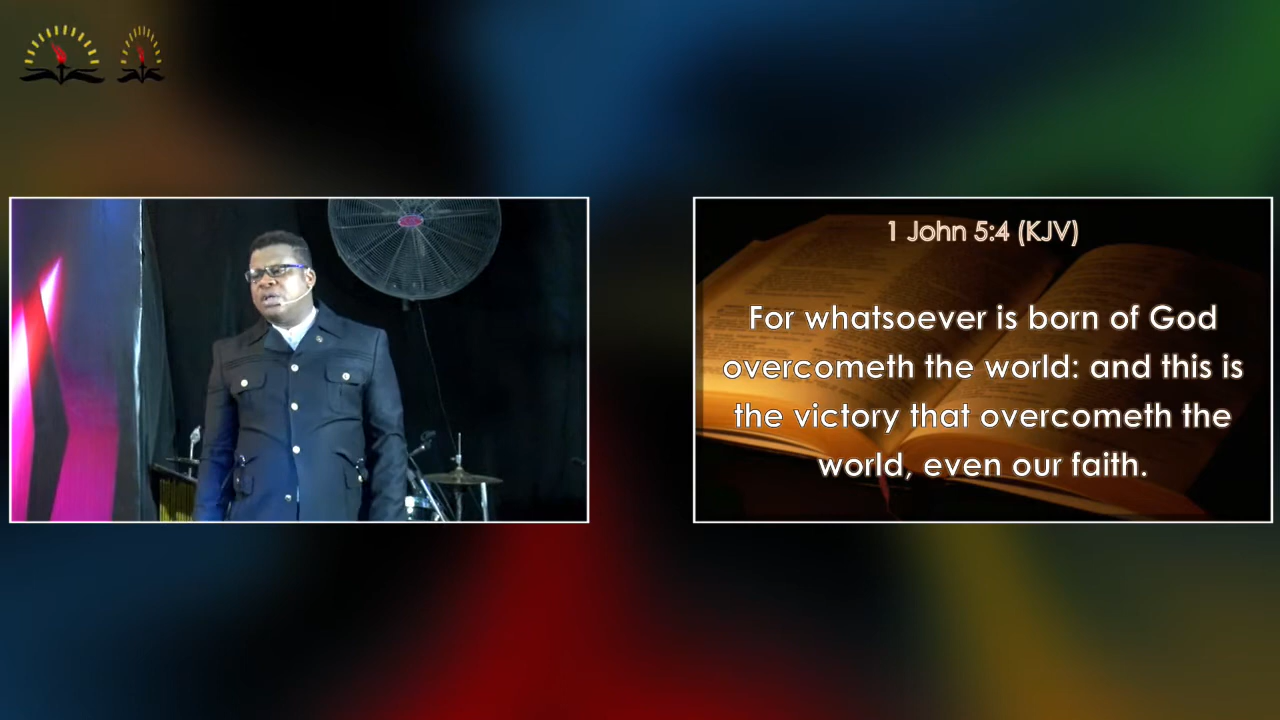 1 John 5:4 (KJV)
For whatsoever is born of God
overcometh the world: and this is
the victory that overcometh the
world, even our faith.